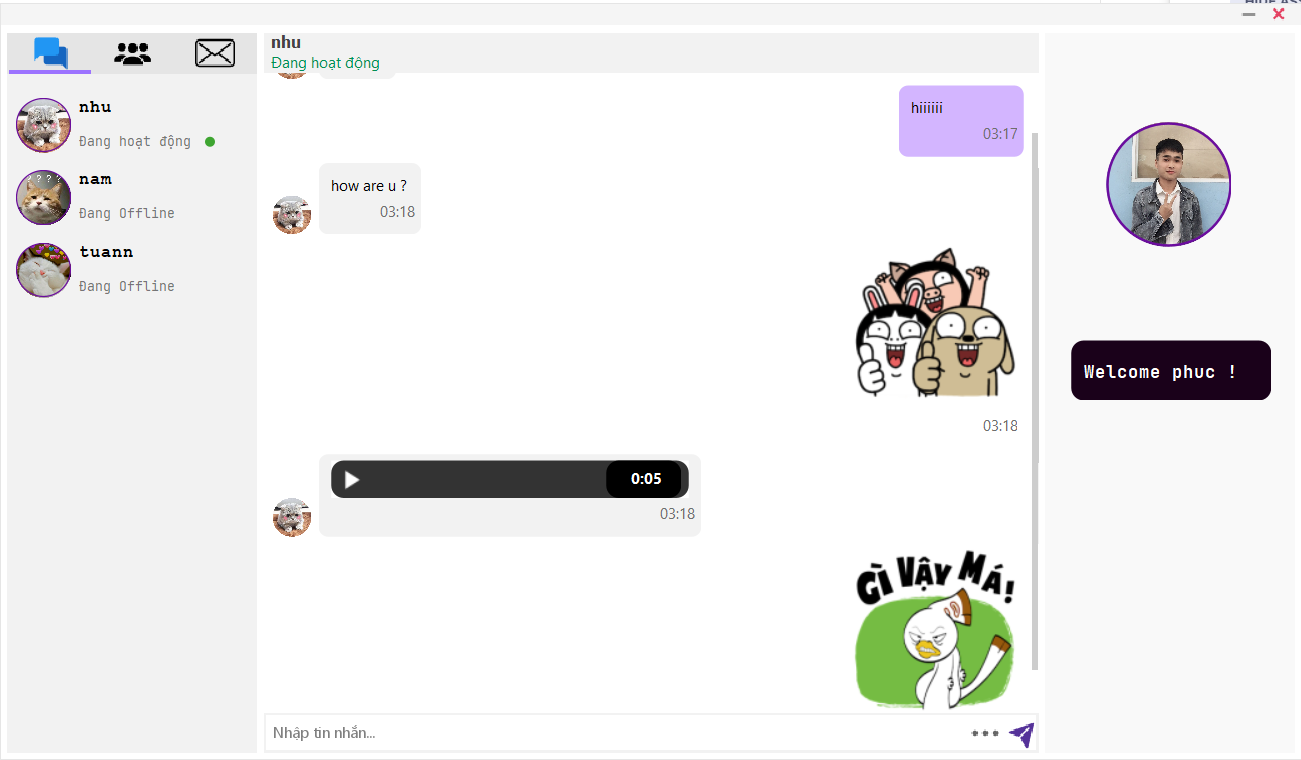 nhu
Đang hoạt động
nhu
Đang hoạt động
nam
Đang Offline
tuann
Đang Offline
hiiiiii
03:17
how are u ?
03:18
03:18
0:05
03:18
GÌ VẬY MÁ!
Nhập tin nhắn...
Welcome phuc !